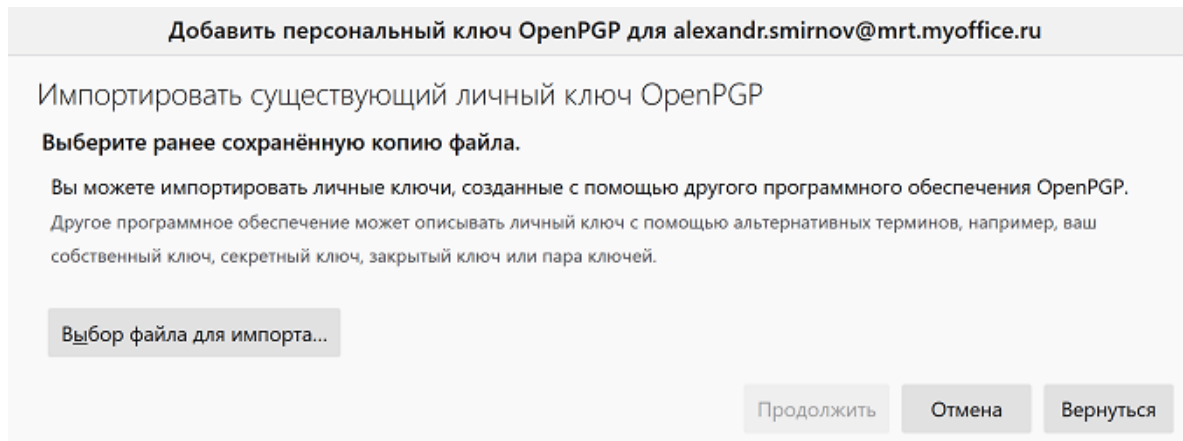 Добавить персональный ключ OpenPGP для alexandr.smirnov@mrt.myoffice.ru
Импортировать существующий личный ключ OpenPGP
Выберите ранее сохранённую копию файла.
Вы можете импортировать личные ключи, созданные с помощью другого программного обеспечения OpenPGP.
Другое программное обеспечение может описывать личный ключ с помощью альтернативных терминов, например, ваш
собственный ключ, секретный ключ, закрытый ключ или пара ключей.
Выбор файла для импорта...
Продолжить Отмена Вернуться